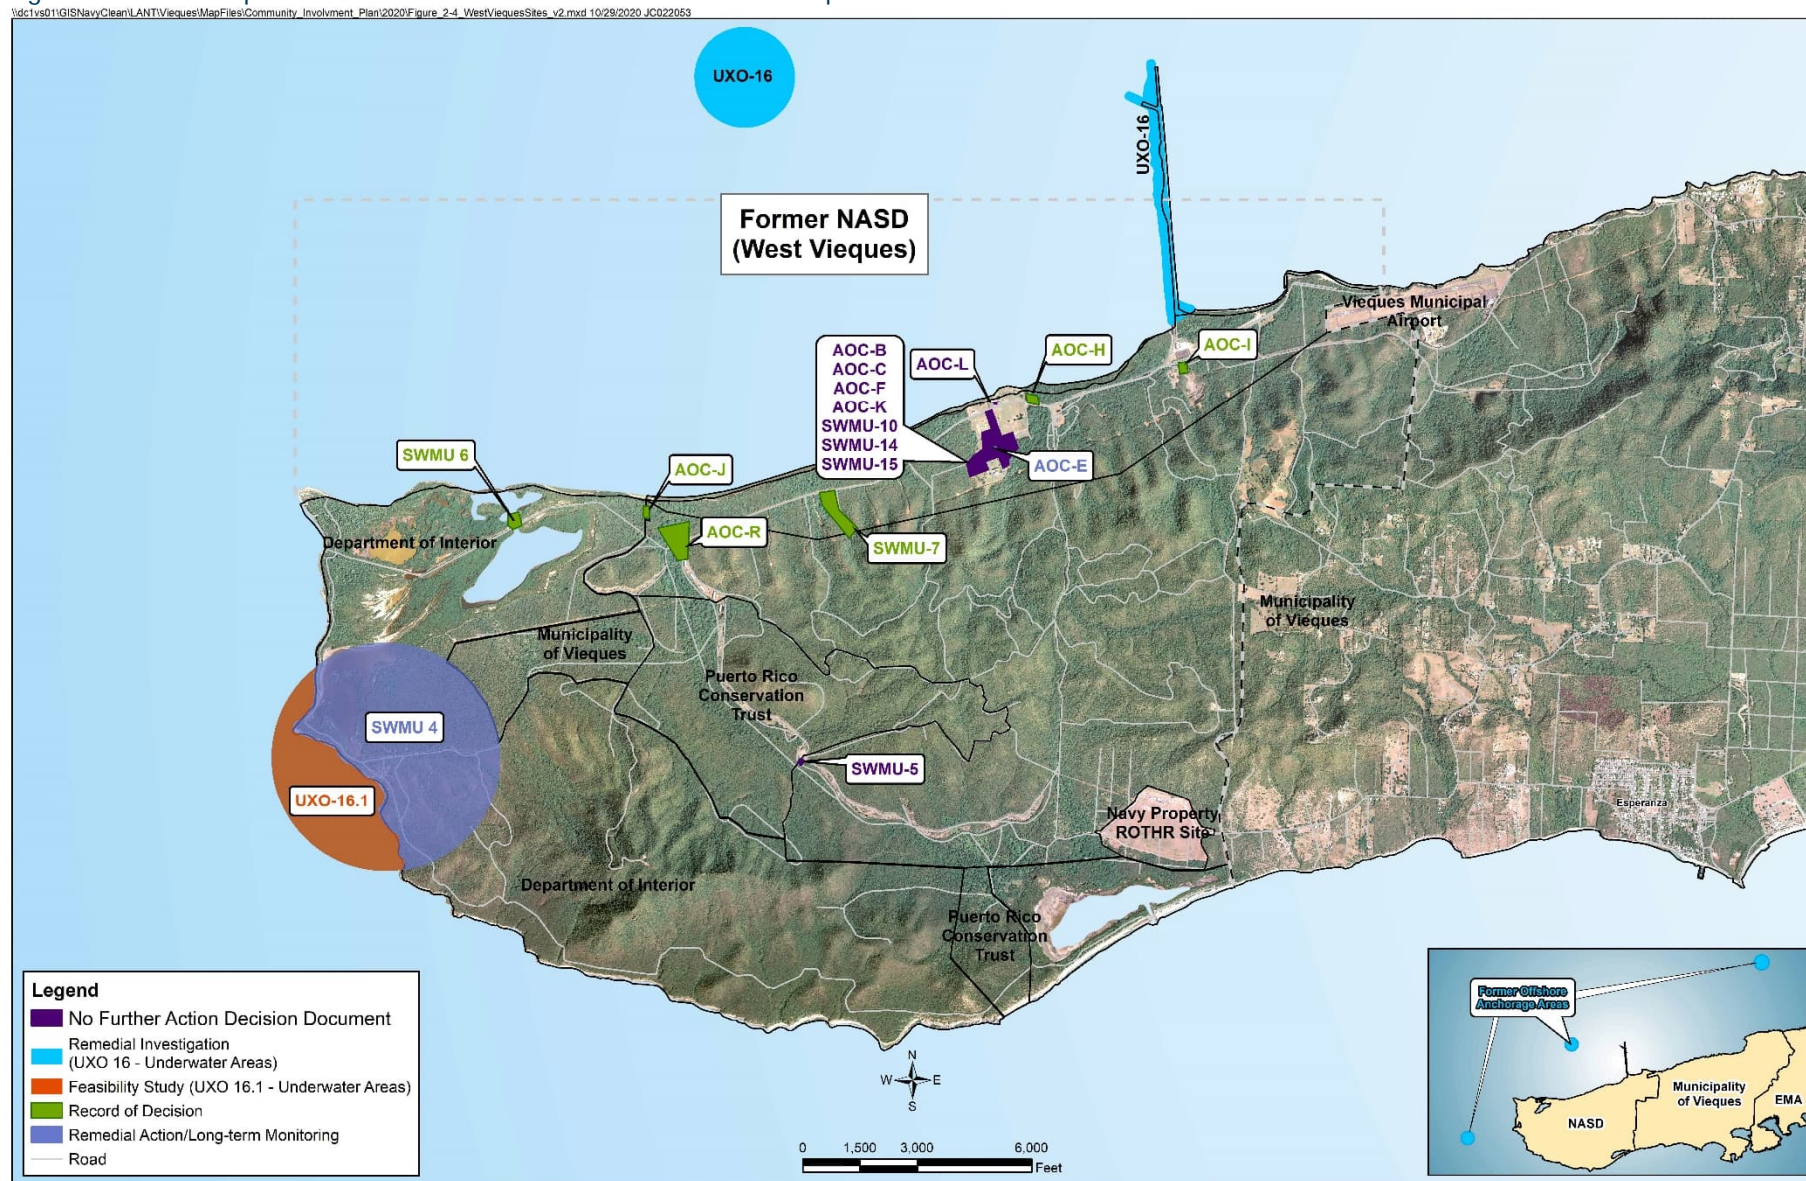 \\dc1vs01\GISNavyClean\LANT\Vieques\MapFiles\Community_Involvment_Plan\2020\Figure_2-4_WestViequesSites_v2.mxd 10/29/2020 JC022053
UXO-16
UXO-16
Former NASD
(West Vieques)
Vieques Municipal
Airport
AOC-B
AOC-C
AOC-F
AOC-K
SWMU-10
SWMU-14
SWMU-15
AOC-L
AOC-H
AOC-I
AOC-E
SWMU 6
AOC-J
AOC-R
SWMU-7
Department of Interior
Municipality
of Vieques
Municipality
of Vieques
Puerto Rico
Conservation
Trust
SWMU 4
UXO-16.1
SWMU-5
Navy Property
ROTHR Site
Esperanza
Department of Interior
Puerto Rico
Conservation
Trust
Legend
No Further Action Decision Document
Remedial Investigation
(UXO 16 - Underwater Areas)
Feasibility Study (UXO 16.1 - Underwater Areas)
Record of Decision
Remedial Action/Long-term Monitoring
Road
N
W E
S
0 1,500 3,000 6,000
Feet
Former Offshore
Anchorage Areas
Municipality
of Vieques
EMA
NASD